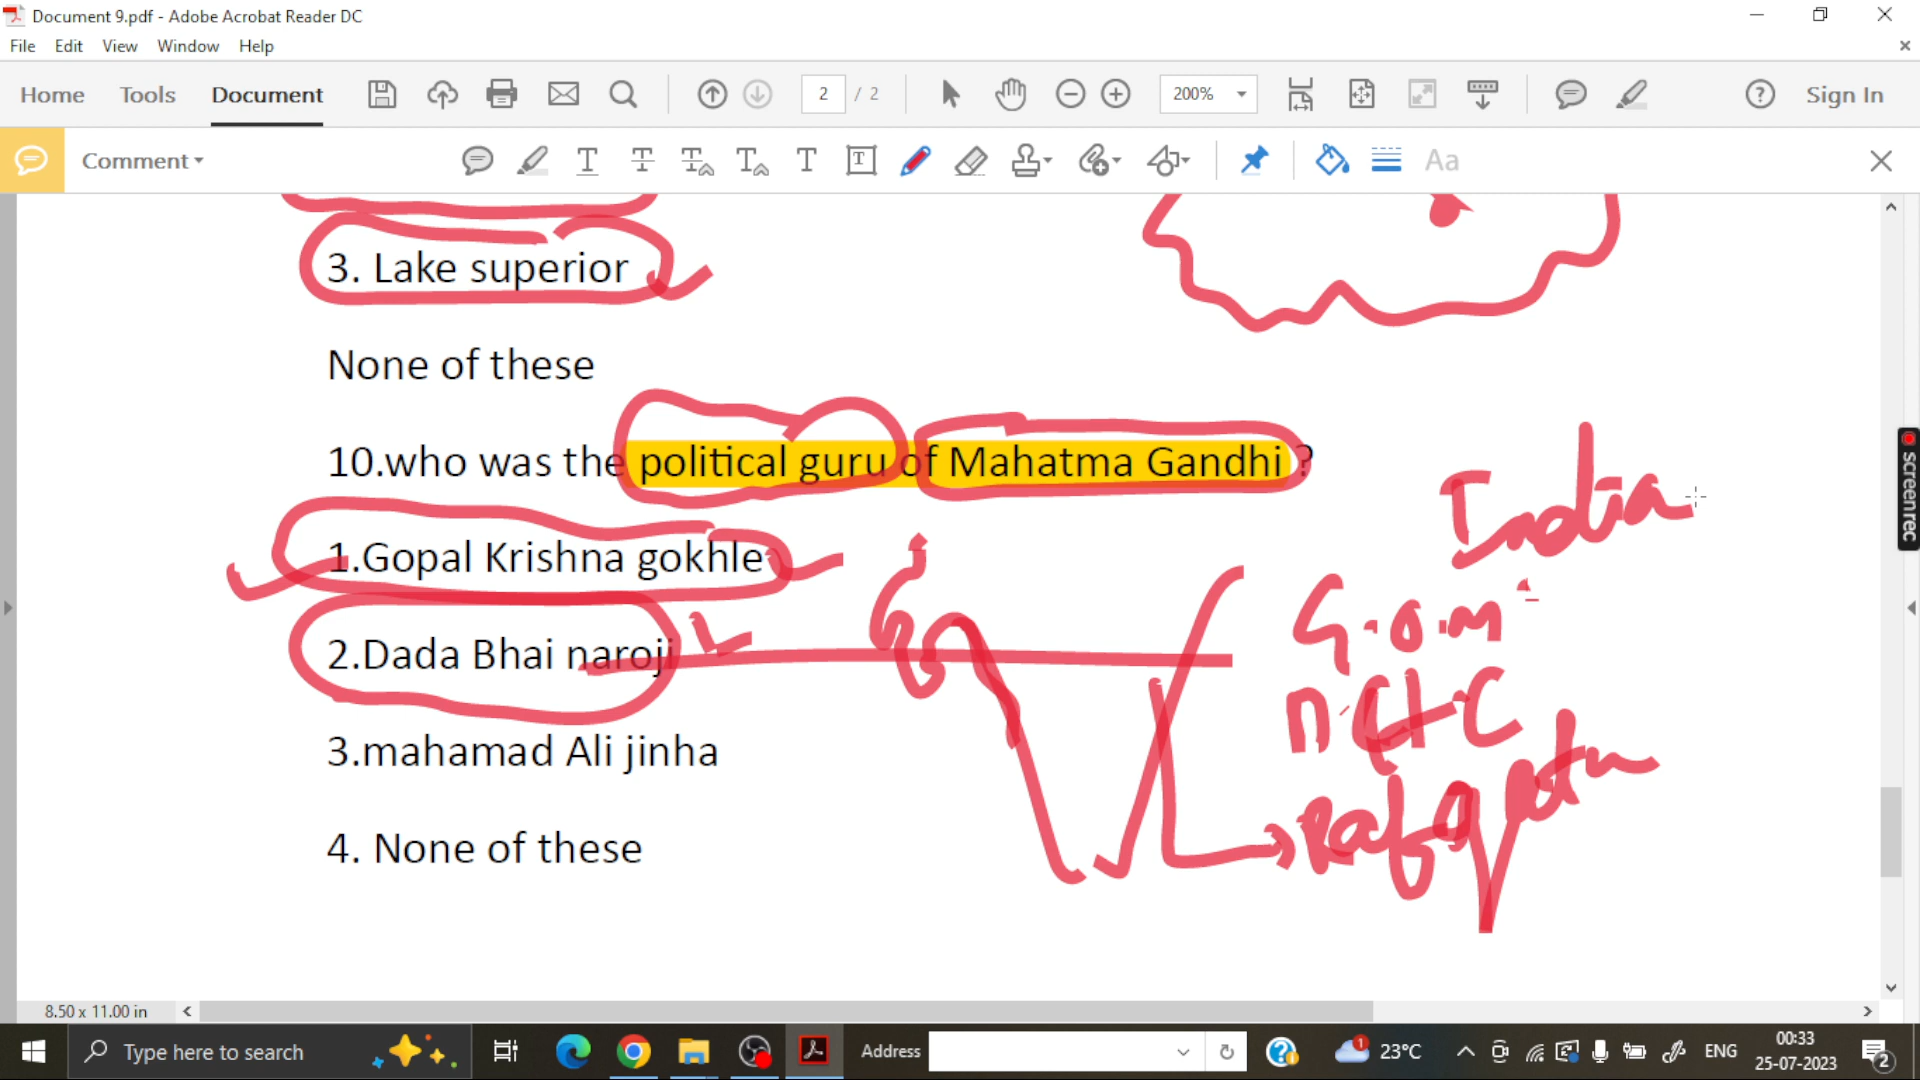 Document 9.pdf - Adobe Acrobat Reader DC
File Edit View Window Help
Home Tools Document 2 / 2 200% Sign In
Comment Aa
3. Lake superior
None of these
10.who was the political guru of Mahatma Gandhi ?
India
1.Gopal Krishna gokhle
G.O.M
2.Dada Bhai naroji
3.mahamad Ali jinha
4. None of these
screenrec
8.50 x 11.00 in
Type here to search Address 23°C ENG 00:33
25-07-2023 2